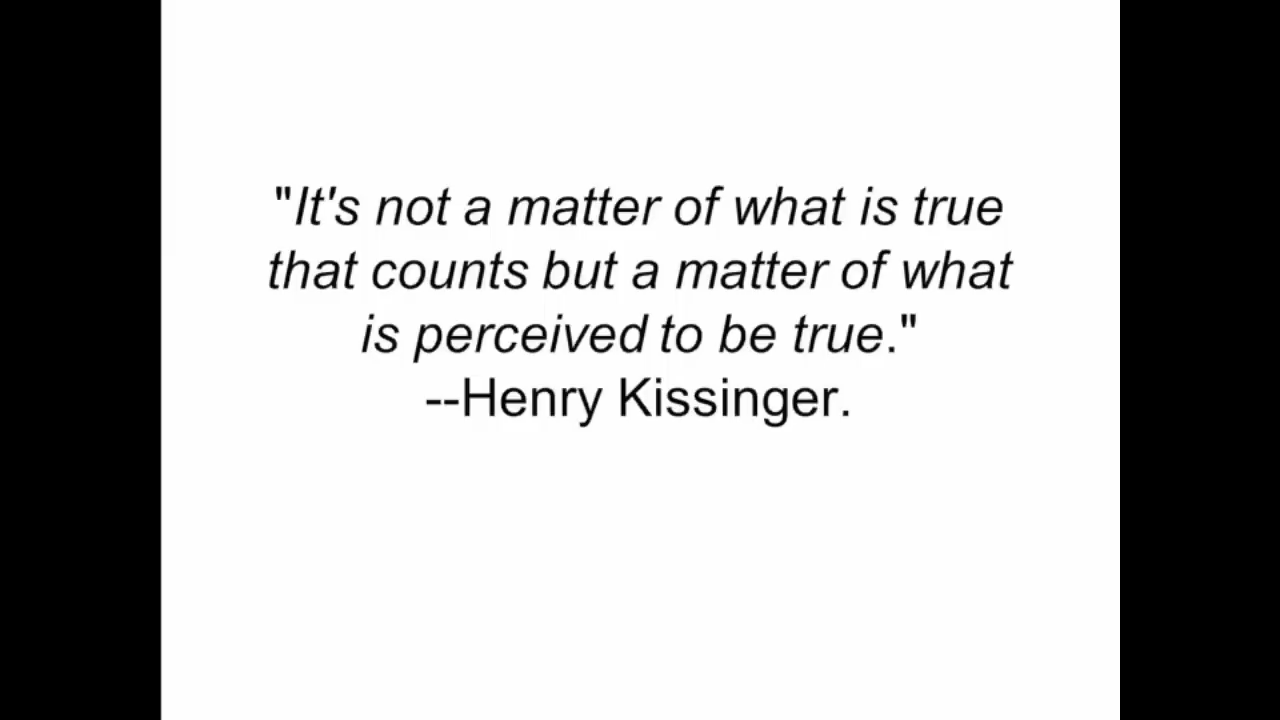 "It's not a matter of what is true
that counts but a matter of what
is perceived to be true."
--Henry Kissinger.